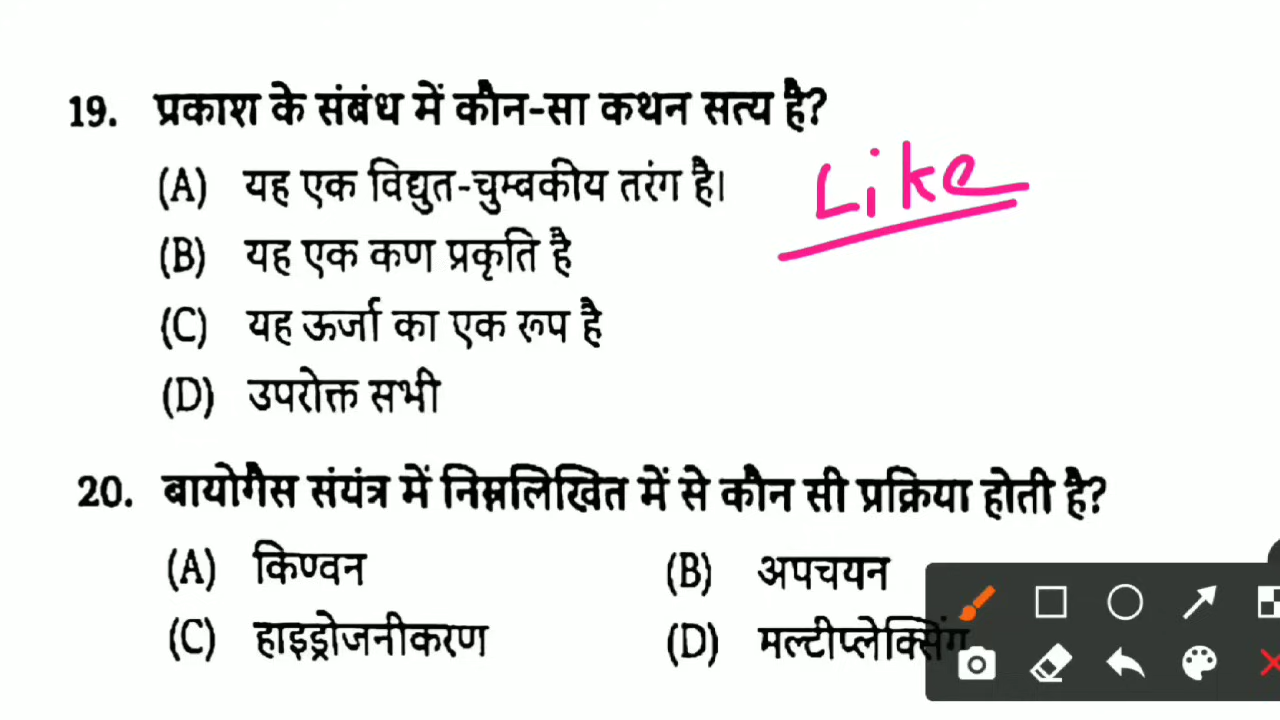 19. प्रकाश के संबंध में कौन-सा कथन सत्य है?
(A) यह एक विद्युत-चुम्बकीय तरंग है।
Like
(B) यह एक कण प्रकृति है
(C) यह ऊर्जा का एक रूप है
(D) उपरोक्त सभी
20. बायोगैस संयंत्र में निम्नलिखित में से कौन सी प्रक्रिया होती है?
(A) किण्वन (B) अपचयन
(C) हाइड्रोजनीकरण (D) मल्टीप्लेक्सिंग